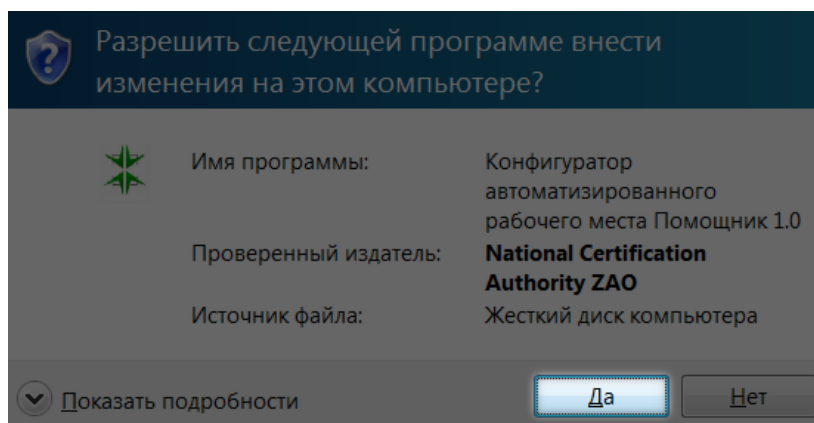 Разрешить следующей программе внести
изменения на этом компьютере?
Имя программы: Конфигуратор
автоматизированного
рабочего места Помощник 1.0
Проверенный издатель: National Certification
Authority ZAO
Источник файла: Жесткий диск компьютера
Показать подробности Да Нет